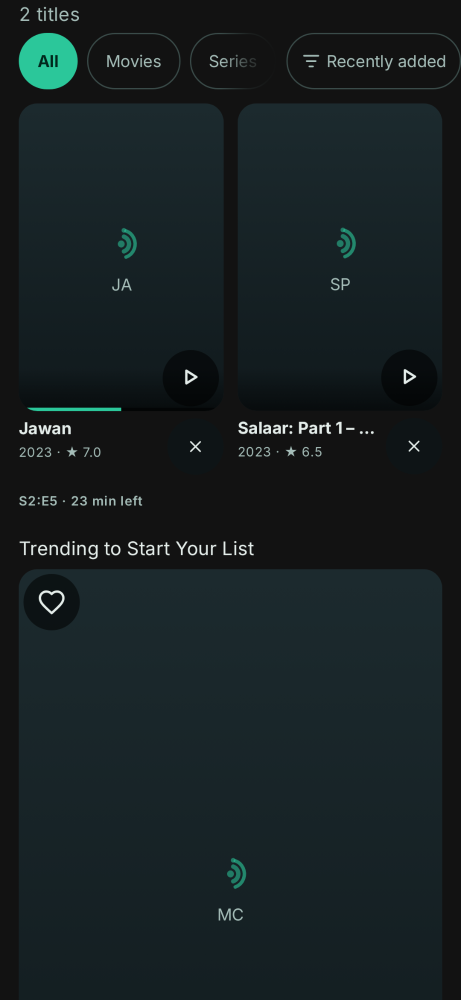 2 titles
All
Movies
Series
Recently added
JA
SP
Jawan
2023 · ★ 7.0
Salaar: Part 1 – ...
2023 · ★ 6.5
S2:E5 · 23 min left
Trending to Start Your List
MC